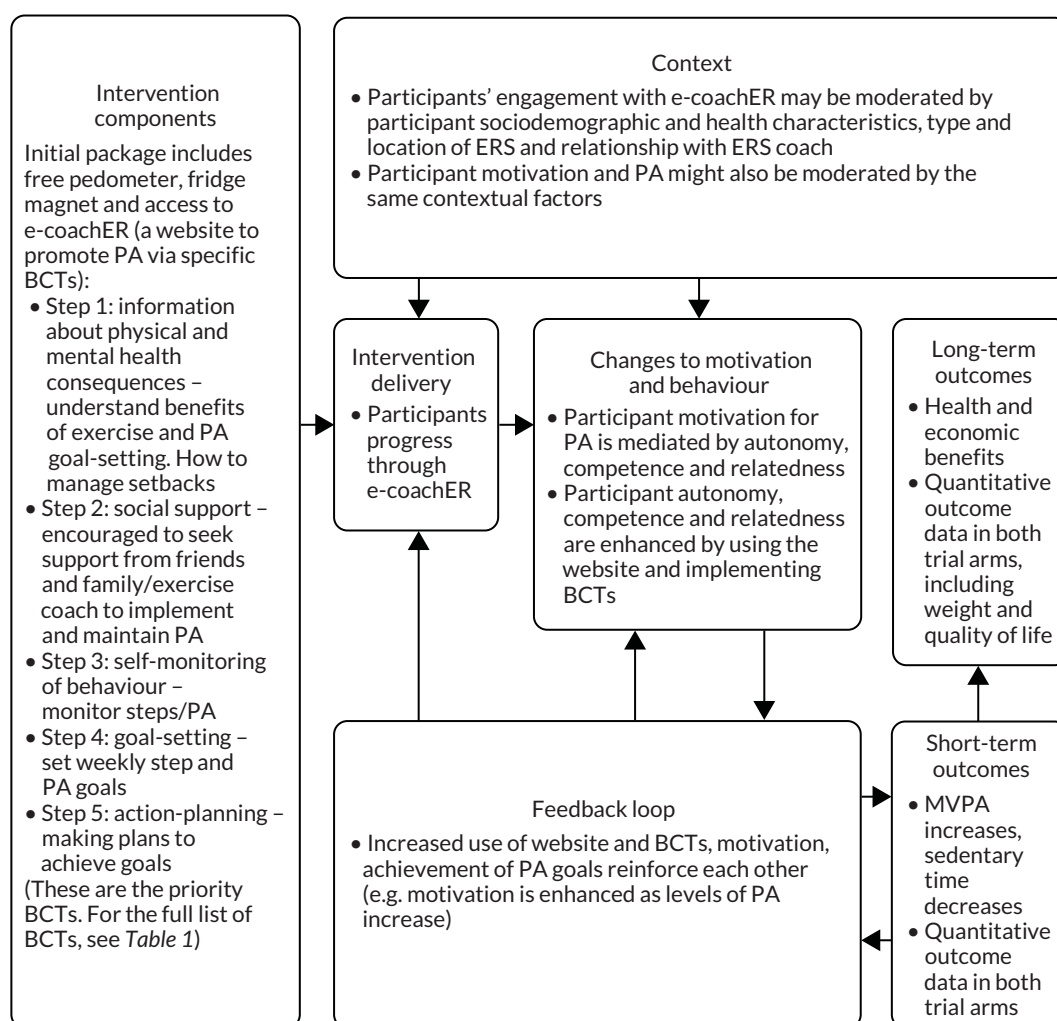 Intervention
components
Initial package includes
free pedometer, fridge
magnet and access to
e-coachER (a website to
promote PA via specific
BCTs):
• Step 1: information
about physical and
mental health
consequences –
understand benefits
of exercise and PA
goal-setting. How to
manage setbacks
• Step 2: social support –
encouraged to seek
support from friends
and family/exercise
coach to implement
and maintain PA
• Step 3: self-monitoring
of behaviour –
monitor steps/PA
• Step 4: goal-setting –
set weekly step and
PA goals
• Step 5: action-planning –
making plans to
achieve goals
(These are the priority
BCTs. For the full list of
BCTs, see Table 1)
Context
• Participants’ engagement with e-coachER may be moderated by
participant sociodemographic and health characteristics, type and
location of ERS and relationship with ERS coach
• Participant motivation and PA might also be moderated by the
same contextual factors
Intervention
delivery
• Participants
progress
through
e-coachER
Changes to motivation
and behaviour
• Participant motivation for
PA is mediated by autonomy,
competence and relatedness
• Participant autonomy,
competence and relatedness
are enhanced by using the
website and implementing
BCTs
Long-term
outcomes
• Health and
economic
benefits
• Quantitative
outcome
data in both
trial arms,
including
weight and
quality of life
Feedback loop
• Increased use of website and BCTs, motivation,
achievement of PA goals reinforce each other
(e.g. motivation is enhanced as levels of PA
increase)
Short-term
outcomes
• MVPA
increases,
sedentary
time
decreases
• Quantitative
outcome
data in both
trial arms